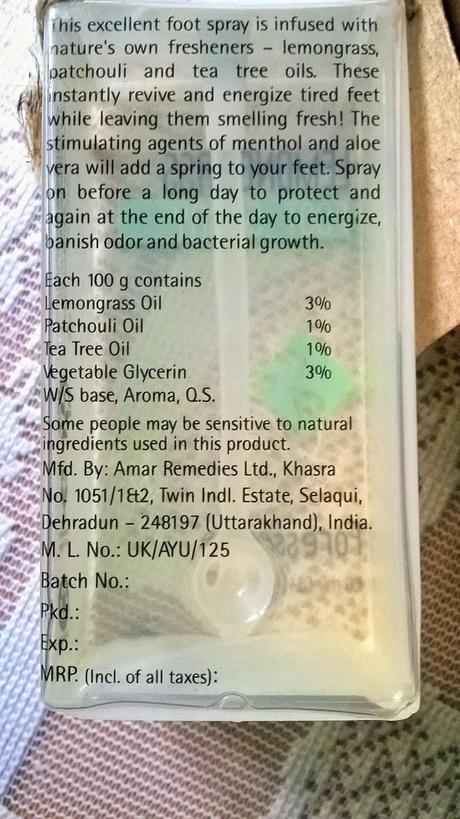 This excellent foot spray is infused with
nature's own fresheners – lemongrass,
patchouli and tea tree oils. These
instantly revive and energize tired feet
while leaving them smelling fresh! The
stimulating agents of menthol and aloe
vera will add a spring to your feet. Spray
on before a long day to protect and
again at the end of the day to energize,
banish odor and bacterial growth.
Each 100 g contains
Lemongrass Oil 3%
Patchouli Oil 1%
Tea Tree Oil 1%
Vegetable Glycerin 3%
W/S base, Aroma, Q.S.
Some people may be sensitive to natural
ingredients used in this product.
Mfd. By: Amar Remedies Ltd., Khasra
No. 1051/1&2, Twin Indl. Estate, Selaqui,
Dehradun – 248197 (Uttarakhand), India.
M. L. No.: UK/AYU/125
Batch No.:
Pkd.:
Exp.:
MRP. (Incl. of all taxes):